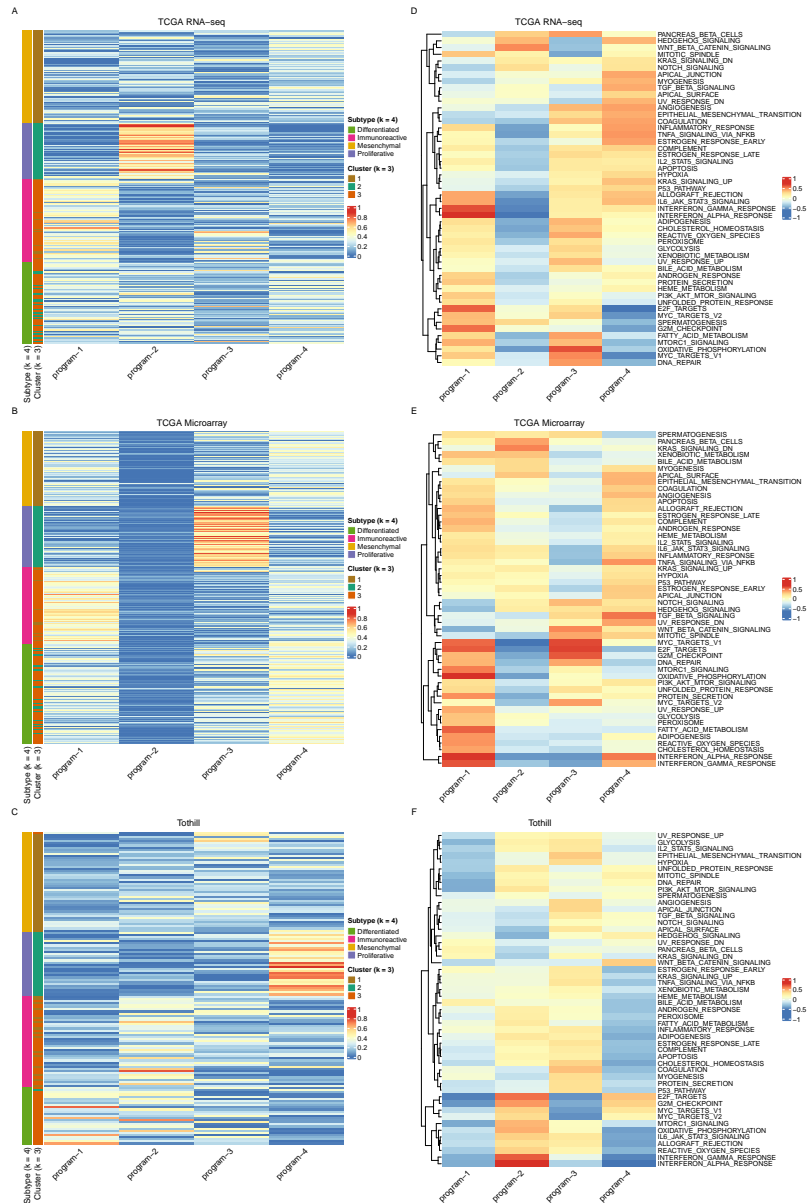 A
TCGA RNA−seq
Subtype (k = 4)
Differentiated
Immunoreactive
Mesenchymal
Proliferative
Cluster (k = 3)
1
2
3
1
0.8
0.6
0.4
0.2
0
Subtype (k = 4)
Cluster (k = 3)
program−1
program−2
program−3
program−4
B
TCGA Microarray
Subtype (k = 4)
Differentiated
Immunoreactive
Mesenchymal
Proliferative
Cluster (k = 3)
1
2
3
1
0.8
0.6
0.4
0.2
0
Subtype (k = 4)
Cluster (k = 3)
program−1
program−2
program−3
program−4
C
Tothill
Subtype (k = 4)
Differentiated
Immunoreactive
Mesenchymal
Proliferative
Cluster (k = 3)
1
2
3
1
0.8
0.6
0.4
0.2
0
Subtype (k = 4)
Cluster (k = 3)
program−1
program−2
program−3
program−4
D
TCGA RNA−seq
PANCREAS_BETA_CELLS
HEDGEHOG_SIGNALING
WNT_BETA_CATENIN_SIGNALING
MITOTIC_SPINDLE
KRAS_SIGNALING_DN
NOTCH_SIGNALING
APICAL_JUNCTION
MYOGENESIS
TGF_BETA_SIGNALING
APICAL_SURFACE
UV_RESPONSE_DN
ANGIOGENESIS
EPITHELIAL_MESENCHYMAL_TRANSITION
COAGULATION
INFLAMMATORY_RESPONSE
TNFA_SIGNALING_VIA_NFKB
ESTROGEN_RESPONSE_EARLY
COMPLEMENT
ESTROGEN_RESPONSE_LATE
IL2_STAT5_SIGNALING
APOPTOSIS
HYPOXIA
KRAS_SIGNALING_UP
P53_PATHWAY
ALLOGRAFT_REJECTION
IL6_JAK_STAT3_SIGNALING
INTERFERON_GAMMA_RESPONSE
INTERFERON_ALPHA_RESPONSE
ADIPOGENESIS
CHOLESTEROL_HOMEOSTASIS
REACTIVE_OXYGEN_SPECIES
PEROXISOME
GLYCOLYSIS
XENOBIOTIC_METABOLISM
UV_RESPONSE_UP
BILE_ACID_METABOLISM
ANDROGEN_RESPONSE
PROTEIN_SECRETION
HEME_METABOLISM
PI3K_AKT_MTOR_SIGNALING
UNFOLDED_PROTEIN_RESPONSE
E2F_TARGETS
MYC_TARGETS_V2
SPERMATOGENESIS
G2M_CHECKPOINT
FATTY_ACID_METABOLISM
MTORC1_SIGNALING
OXIDATIVE_PHOSPHORYLATION
MYC_TARGETS_V1
DNA_REPAIR
1
0.5
0
−0.5
−1
program−1
program−2
program−3
program−4
E
TCGA Microarray
SPERMATOGENESIS
PANCREAS_BETA_CELLS
KRAS_SIGNALING_DN
XENOBIOTIC_METABOLISM
BILE_ACID_METABOLISM
MYOGENESIS
APICAL_SURFACE
EPITHELIAL_MESENCHYMAL_TRANSITION
COAGULATION
ANGIOGENESIS
APOPTOSIS
ALLOGRAFT_REJECTION
ESTROGEN_RESPONSE_LATE
COMPLEMENT
ANDROGEN_RESPONSE
HEME_METABOLISM
IL2_STAT5_SIGNALING
IL6_JAK_STAT3_SIGNALING
INFLAMMATORY_RESPONSE
TNFA_SIGNALING_VIA_NFKB
KRAS_SIGNALING_UP
HYPOXIA
P53_PATHWAY
ESTROGEN_RESPONSE_EARLY
APICAL_JUNCTION
NOTCH_SIGNALING
HEDGEHOG_SIGNALING
TGF_BETA_SIGNALING
UV_RESPONSE_DN
WNT_BETA_CATENIN_SIGNALING
MITOTIC_SPINDLE
MYC_TARGETS_V1
E2F_TARGETS
G2M_CHECKPOINT
DNA_REPAIR
MTORC1_SIGNALING
OXIDATIVE_PHOSPHORYLATION
PI3K_AKT_MTOR_SIGNALING
UNFOLDED_PROTEIN_RESPONSE
PROTEIN_SECRETION
MYC_TARGETS_V2
UV_RESPONSE_UP
GLYCOLYSIS
PEROXISOME
FATTY_ACID_METABOLISM
ADIPOGENESIS
REACTIVE_OXYGEN_SPECIES
CHOLESTEROL_HOMEOSTASIS
INTERFERON_ALPHA_RESPONSE
INTERFERON_GAMMA_RESPONSE
1
0.5
0
−0.5
−1
program−1
program−2
program−3
program−4
F
Tothill
UV_RESPONSE_UP
GLYCOLYSIS
IL2_STAT5_SIGNALING
EPITHELIAL_MESENCHYMAL_TRANSITION
HYPOXIA
UNFOLDED_PROTEIN_RESPONSE
MITOTIC_SPINDLE
DNA_REPAIR
PI3K_AKT_MTOR_SIGNALING
SPERMATOGENESIS
ANGIOGENESIS
APICAL_JUNCTION
TGF_BETA_SIGNALING
NOTCH_SIGNALING
APICAL_SURFACE
HEDGEHOG_SIGNALING
UV_RESPONSE_DN
PANCREAS_BETA_CELLS
KRAS_SIGNALING_DN
WNT_BETA_CATENIN_SIGNALING
ESTROGEN_RESPONSE_EARLY
KRAS_SIGNALING_UP
TNFA_SIGNALING_VIA_NFKB
XENOBIOTIC_METABOLISM
HEME_METABOLISM
BILE_ACID_METABOLISM
ANDROGEN_RESPONSE
PEROXISOME
FATTY_ACID_METABOLISM
INFLAMMATORY_RESPONSE
ADIPOGENESIS
ESTROGEN_RESPONSE_LATE
COMPLEMENT
APOPTOSIS
CHOLESTEROL_HOMEOSTASIS
COAGULATION
MYOGENESIS
PROTEIN_SECRETION
P53_PATHWAY
E2F_TARGETS
G2M_CHECKPOINT
MYC_TARGETS_V1
MYC_TARGETS_V2
MTORC1_SIGNALING
OXIDATIVE_PHOSPHORYLATION
IL6_JAK_STAT3_SIGNALING
ALLOGRAFT_REJECTION
REACTIVE_OXYGEN_SPECIES
INTERFERON_GAMMA_RESPONSE
INTERFERON_ALPHA_RESPONSE
1
0.5
0
−0.5
−1
program−1
program−2
program−3
program−4